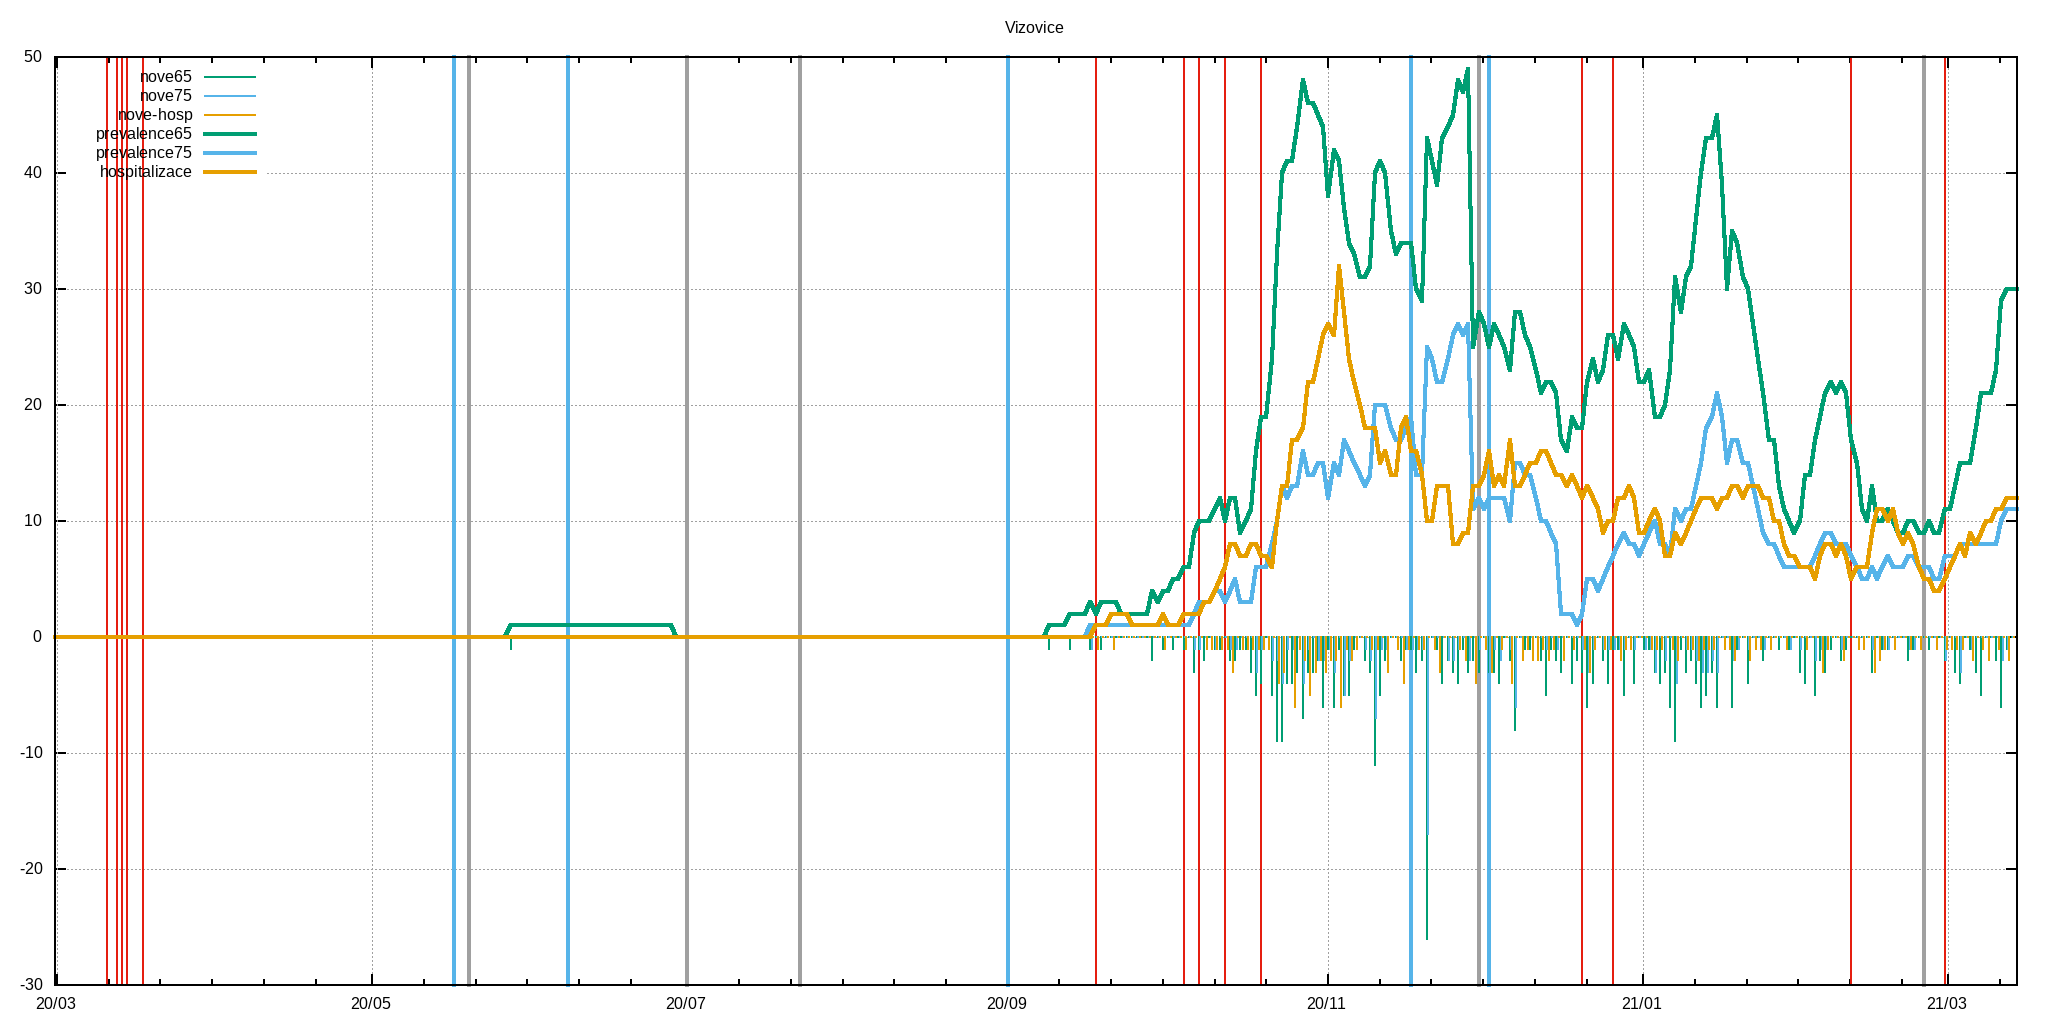 Vizovice
50
40
30
20
10
0
-10
-20
-30
nove65
nove75
nove-hosp
prevalence65
prevalence75
hospitalizace
20/03 20/05 20/07 20/09 20/11 21/01 21/03